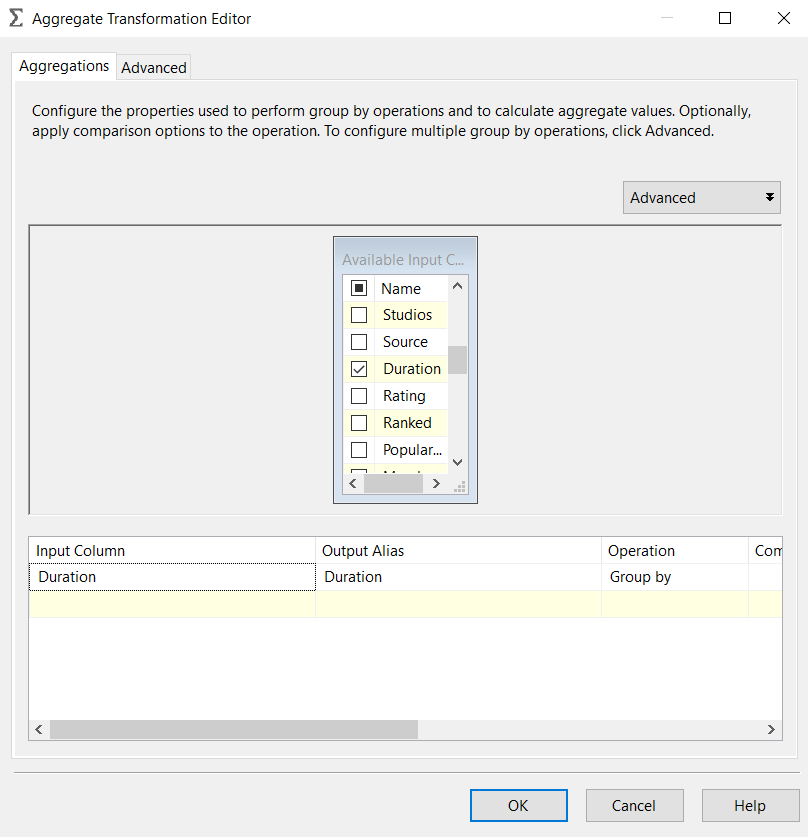 Aggregate Transformation Editor
Aggregations Advanced
Configure the properties used to perform group by operations and to calculate aggregate values. Optionally,
apply comparison options to the operation. To configure multiple group by operations, click Advanced.
Advanced
Available Input C...
Name
Studios
Source
Duration
Rating
Ranked
Popular...
Input Column Output Alias Operation Com
Duration Duration Group by
OK Cancel Help